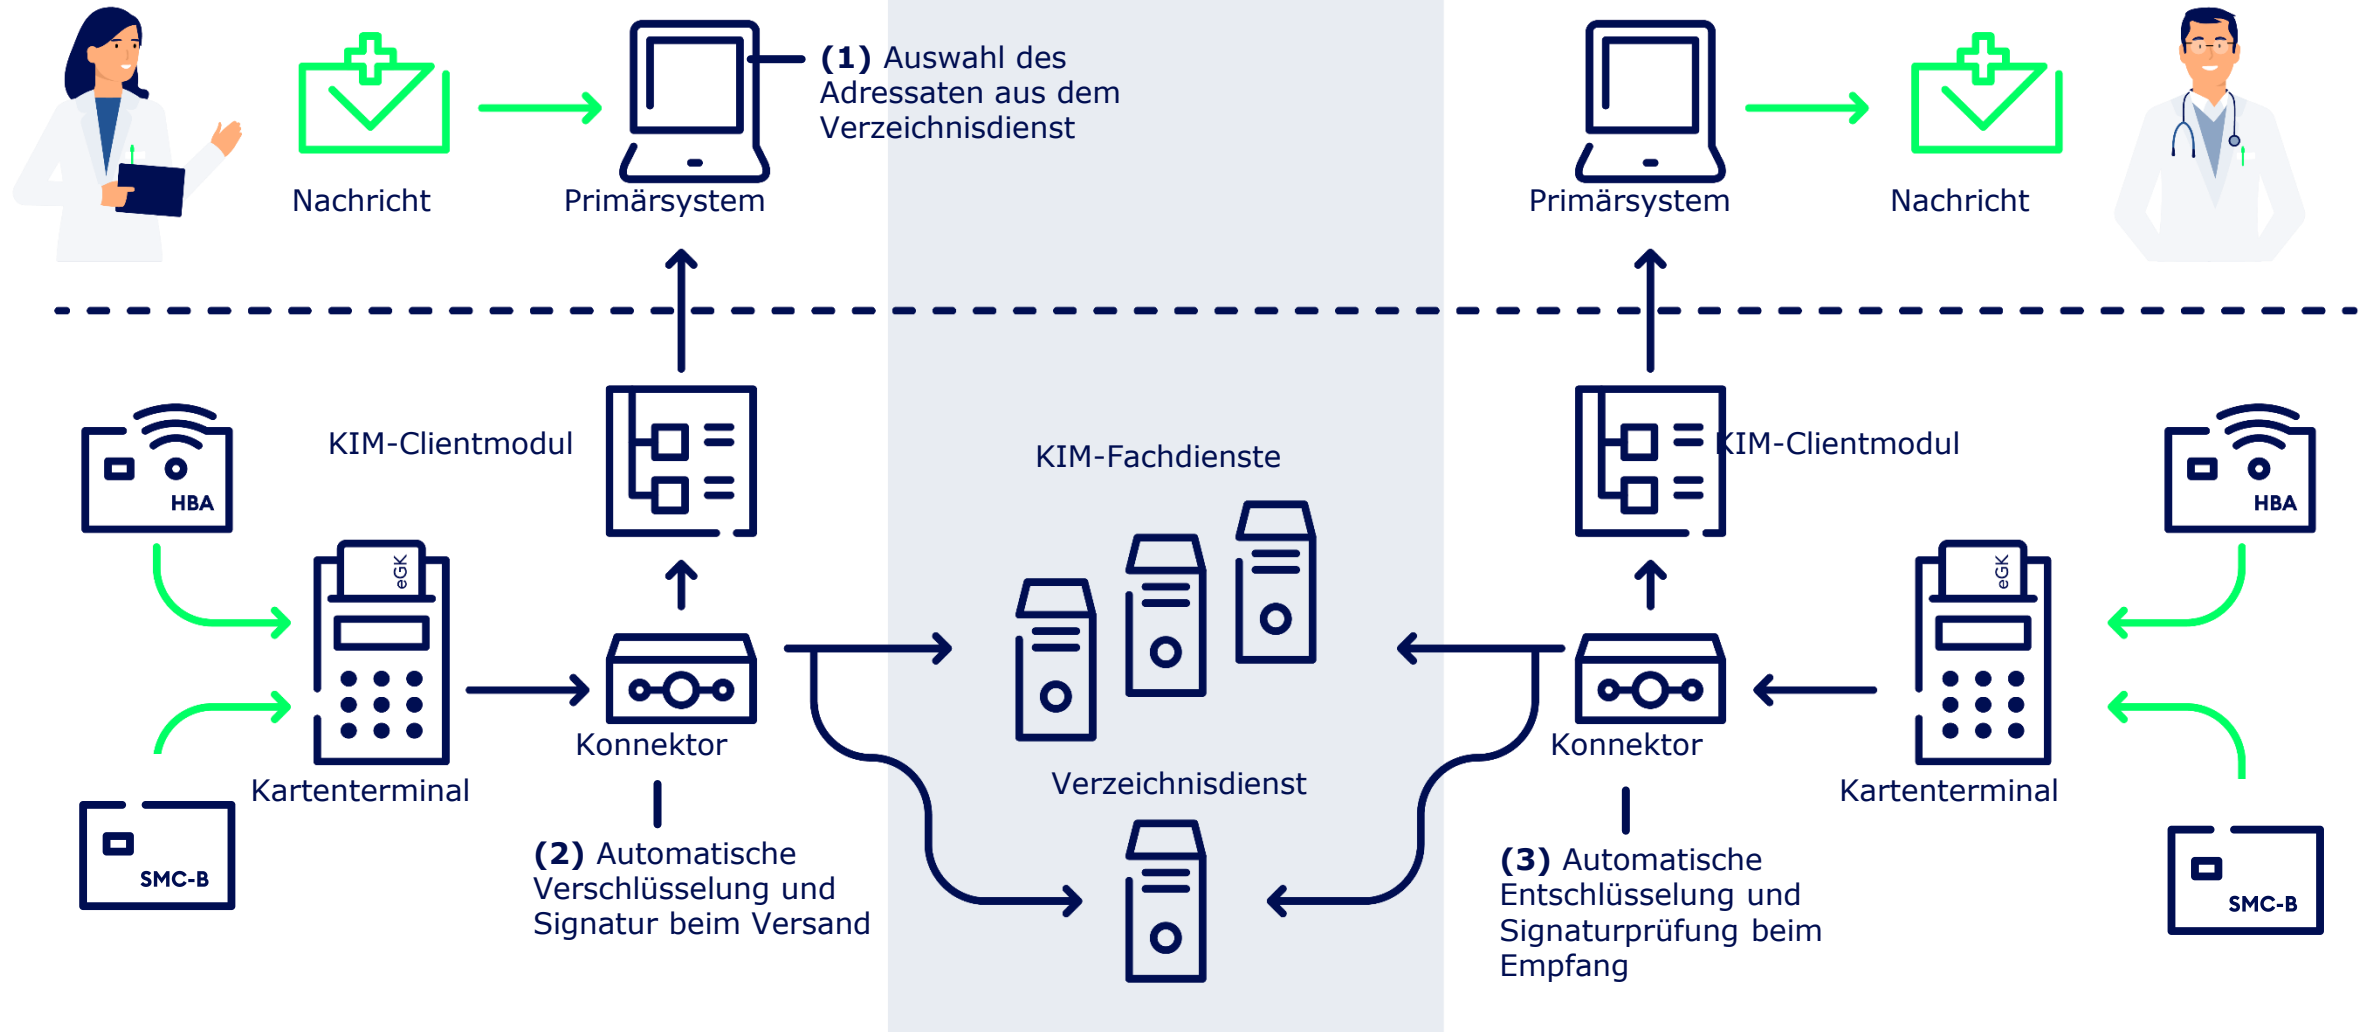 (1) Auswahl des
Adressaten aus dem
Verzeichnisdienst
Nachricht
Primärsystem
Primärsystem
Nachricht
KIM-Clientmodul
KIM-Fachdienste
KIM-Clientmodul
HBA
HBA
eGK
eGK
Konnektor
Konnektor
Verzeichnisdienst
Kartenterminal
Kartenterminal
(2) Automatische
Verschlüsselung und
Signatur beim Versand
(3) Automatische
Entschlüsselung und
Signaturprüfung beim
Empfang
SMC-B
SMC-B